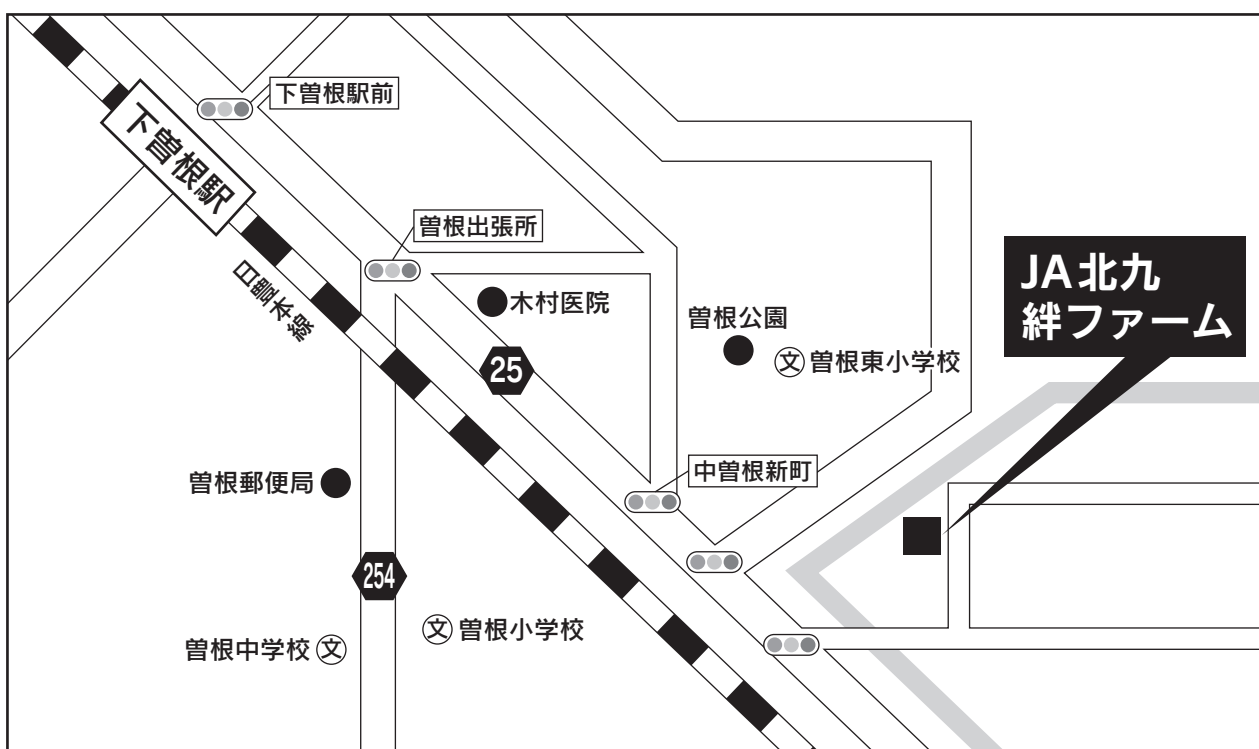 下曽根駅前
下曽根駅
曽根出張所
日豊本線
木村医院
25
曽根公園
文 曽根東小学校
JA北九
絆ファーム
曽根郵便局
中曽根新町
254
文 曽根小学校
曽根中学校 文